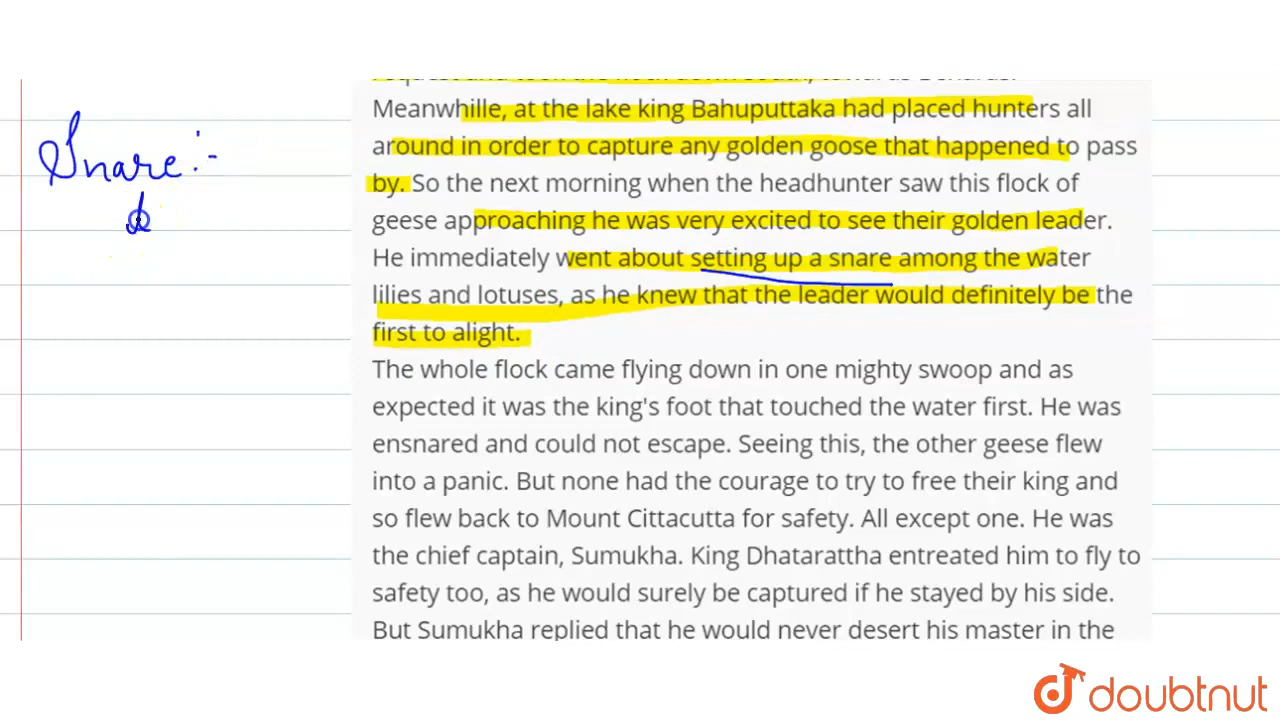 Snare :-
Meanwhille, at the lake king Bahuputtaka had placed hunters all
around in order to capture any golden goose that happened to pass
by. So the next morning when the headhunter saw this flock of
geese approaching he was very excited to see their golden leader.
He immediately went about setting up a snare among the water
lilies and lotuses, as he knew that the leader would definitely be the
first to alight.
The whole flock came flying down in one mighty swoop and as
expected it was the king's foot that touched the water first. He was
ensnared and could not escape. Seeing this, the other geese flew
into a panic. But none had the courage to try to free their king and
so flew back to Mount Cittacutta for safety. All except one. He was
the chief captain, Sumukha. King Dhatarattha entreated him to fly to
safety too, as he would surely be captured if he stayed by his side.
But Sumukha replied that he would never desert his master in the
doubtnut